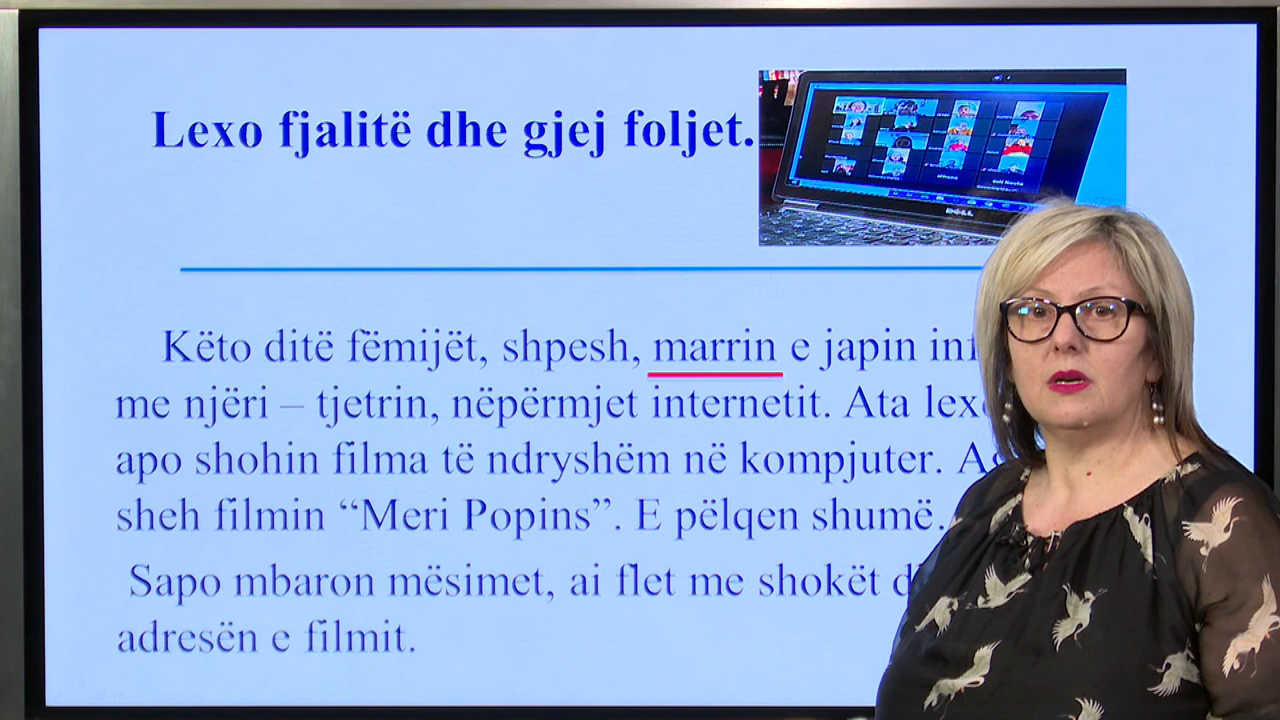 Lexo fjalitë dhe gjej foljet.
DELL
Këto ditë fëmijët, shpesh, marrin e japin
me njëri – tjetrin, nëpërmjet internetit. Ata
apo shohin filma të ndryshëm në kompjuter.
sheh filmin “Meri Popins”. E pëlqen shumë.
Sapo mbaron mësimet, ai flet me shokët
adresën e filmit.